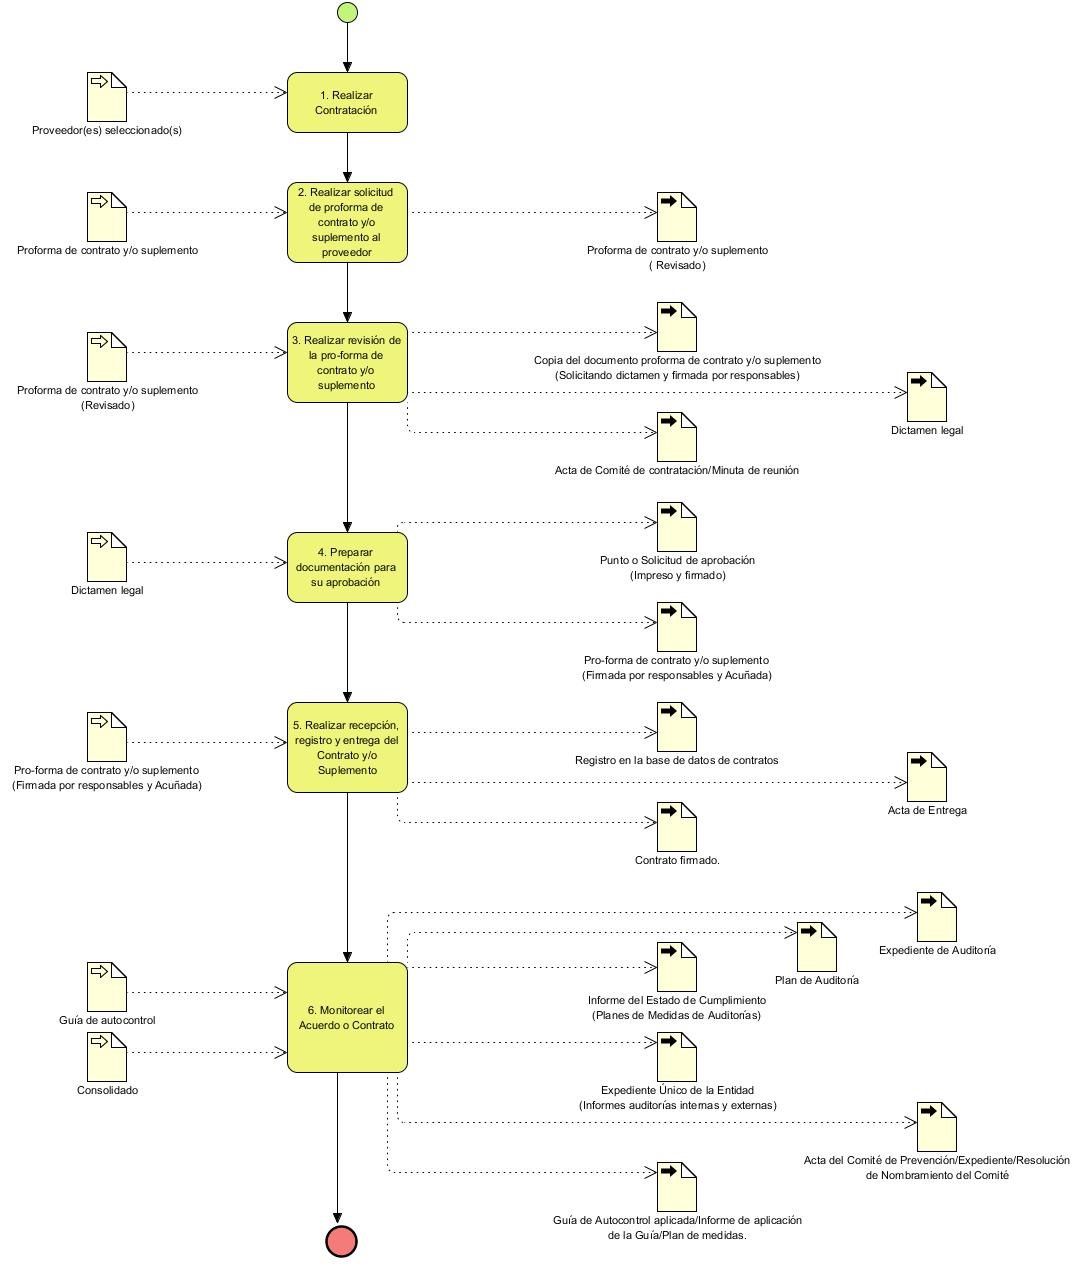 1. Realizar
Contratación
Proveedor(es) seleccionado(s)
2. Realizar solicitud
de proforma de
contrato y/o
suplemento al
proveedor
Proforma de contrato y/o suplemento
Proforma de contrato y/o suplemento
( Revisado)
3. Realizar revisión de
la pro-forma de
contrato y/o
suplemento
Proforma de contrato y/o suplemento
(Revisado)
Copia del documento proforma de contrato y/o suplemento
(Solicitando dictamen y firmada por responsables)
Dictamen legal
Acta de Comité de contratación/Minuta de reunión
4. Preparar
documentación para
su aprobación
Dictamen legal
Punto o Solicitud de aprobación
(Impreso y firmado)
Pro-forma de contrato y/o suplemento
(Firmada por responsables y Acuñada)
5. Realizar recepción,
registro y entrega del
Contrato y/o
Suplemento
Pro-forma de contrato y/o suplemento
(Firmada por responsables y Acuñada)
Registro en la base de datos de contratos
Acta de Entrega
Contrato firmado.
Expediente de Auditoría
Plan de Auditoría
6. Monitorear el
Acuerdo o Contrato
Guía de autocontrol
Consolidado
Informe del Estado de Cumplimiento
(Planes de Medidas de Auditorías)
Expediente Único de la Entidad
(Informes auditorías internas y externas)
Acta del Comité de Prevención/Expediente/Resolución
de Nombramiento del Comité
Guía de Autocontrol aplicada/Informe de aplicación
de la Guía/Plan de medidas.